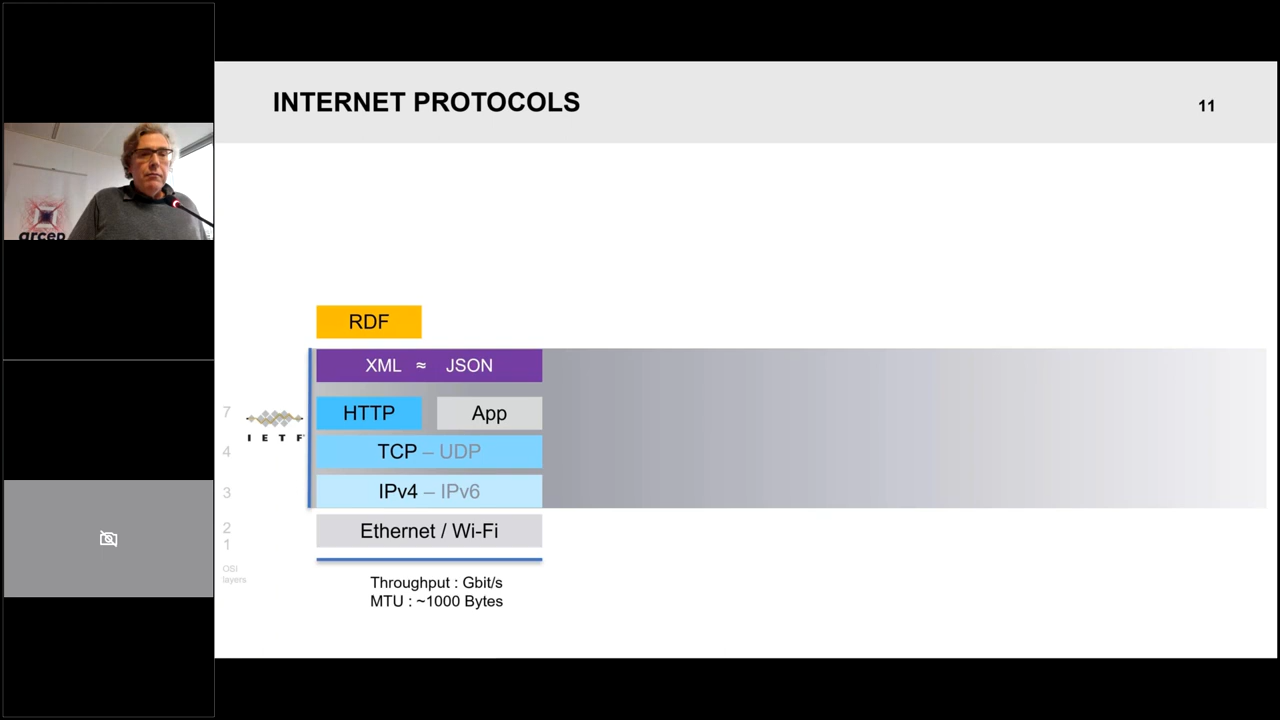 INTERNET PROTOCOLS
11
arcep
RDF
XML ≈ JSON
7
HTTP
App
I E T F
4
TCP – UDP
3
IPv4 – IPv6
2
Ethernet / Wi-Fi
1
OSI
layers
Throughput : Gbit/s
MTU : ~1000 Bytes